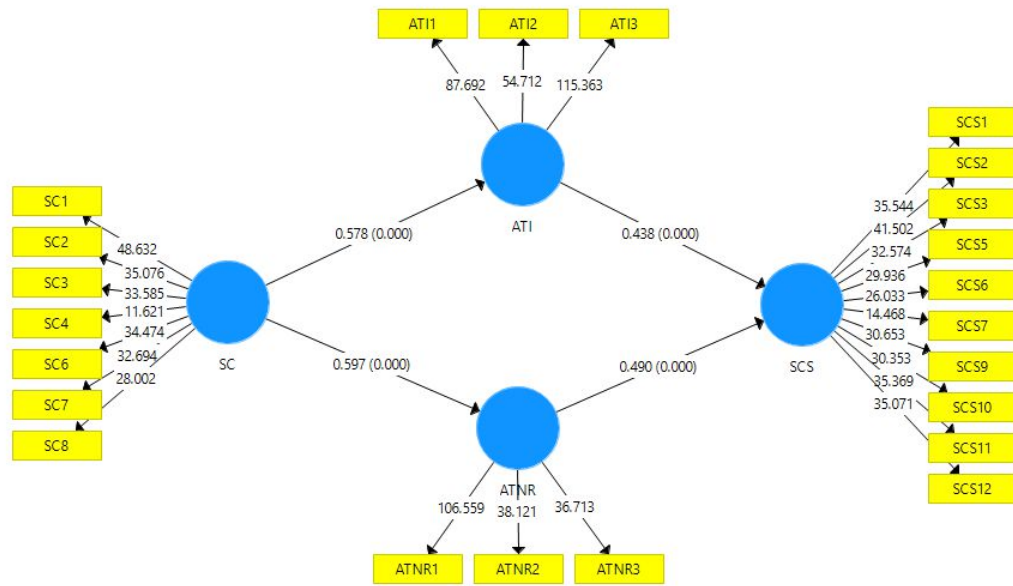 ATI1
ATI2
ATI3
87.692
54.712
115.363
ATI
SC1
SC2
SC3
SC4
SC6
SC7
SC8
48.632
35.076
33.585
11.621
34.474
32.694
28.002
SC
0.578 (0.000)
0.597 (0.000)
0.438 (0.000)
0.490 (0.000)
SCS
35.544
41.502
32.574
29.936
26.033
14.468
30.653
30.353
35.369
35.071
SCS1
SCS2
SCS3
SCS5
SCS6
SCS7
SCS9
SCS10
SCS11
SCS12
ATNR
106.559
38.121
36.713
ATNR1
ATNR2
ATNR3